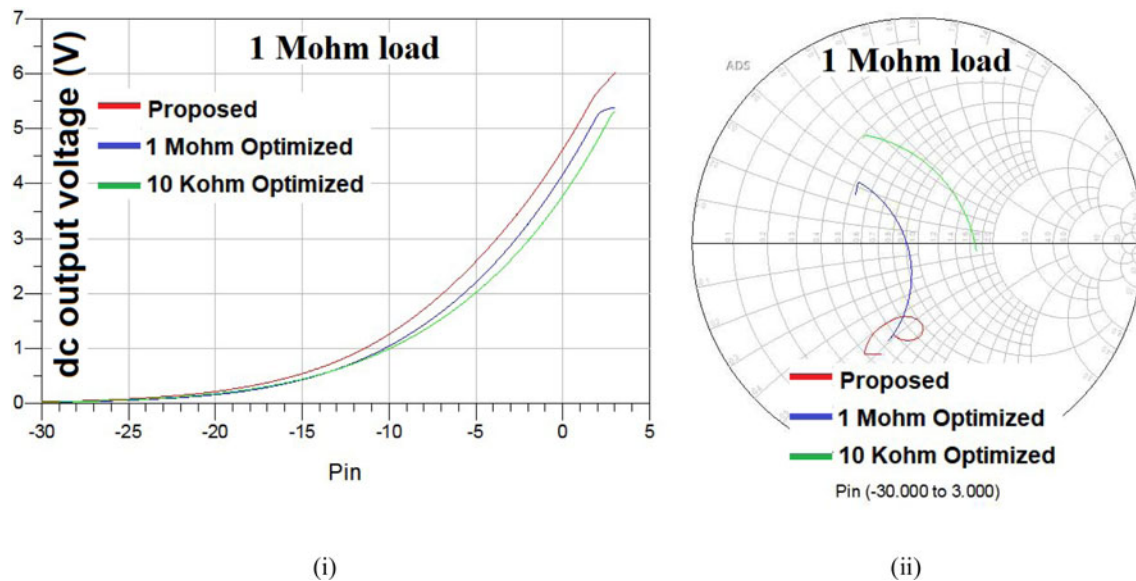 7
6
5
4
3
2
1
0
dc output voltage (V)
1 Mohm load
Proposed
1 Mohm Optimized
10 Kohm Optimized
-30
-25
-20
-15
-10
-5
0
5
Pin
(i)
ADS
1 Mohm load
Proposed
1 Mohm Optimized
10 Kohm Optimized
Pin (-30.000 to 3.000)
(ii)